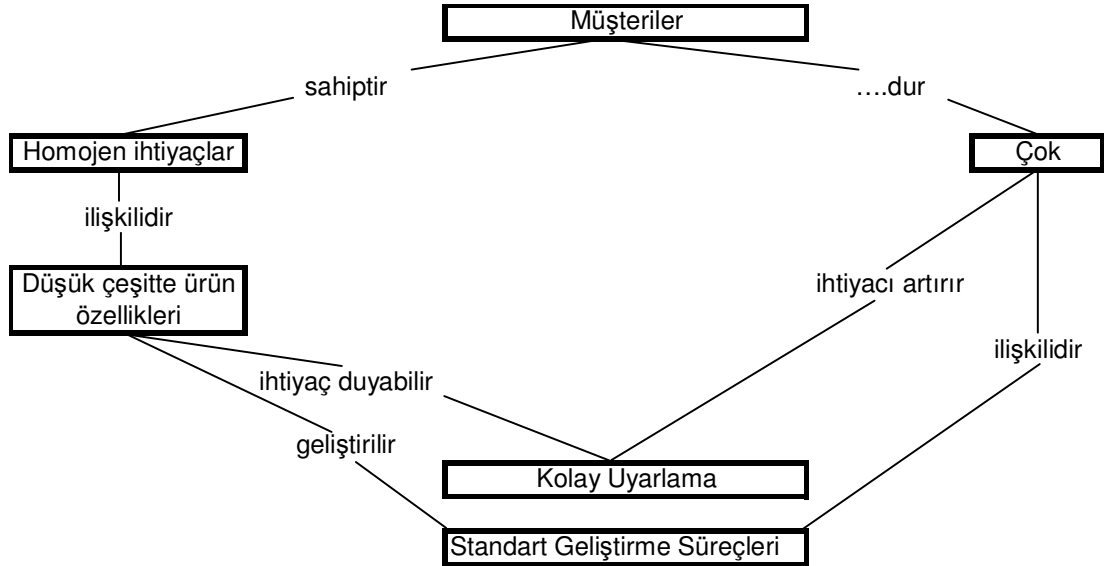 Müşteriler
sahiptir
….dur
Homojen ihtiyaçlar
Çok
ilişkilidir
Düşük çeşitte ürün
özellikleri
ihtiyacı artırır
ilişkilidir
ihtiyaç duyabilir
geliştirilir
Kolay Uyarlama
Standart Geliştirme Süreçleri